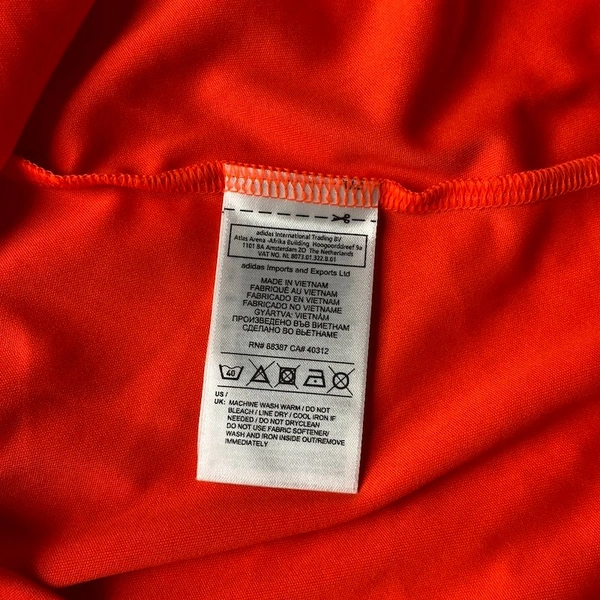 adidas International Trading BV
Atlas Arena -Afrika Building Hoogoorddreef 9a
1101 BA Amsterdam ZO The Netherlands
VAT NO. NL 8073.01.322.B.01
adidas Imports and Exports Ltd
MADE IN VIETNAM
FABRIQUÉ AU VIETNAM
FABRICADO EN VIETNAM
FABRICADO NO VIETNAME
GYÁRTVA: VIETNÁM
ПРОИЗВЕДЕНО ВЪВ ВИЕТНАМ
СДЕЛАНО ВО ВЬЕТНАМЕ
RN# 88387 CA# 40312
40
US /
UK: MACHINE WASH WARM / DO NOT
BLEACH / LINE DRY / COOL IRON IF
NEEDED / DO NOT DRYCLEAN
DO NOT USE FABRIC SOFTENER/
WASH AND IRON INSIDE OUT/REMOVE
IMMEDIATELY